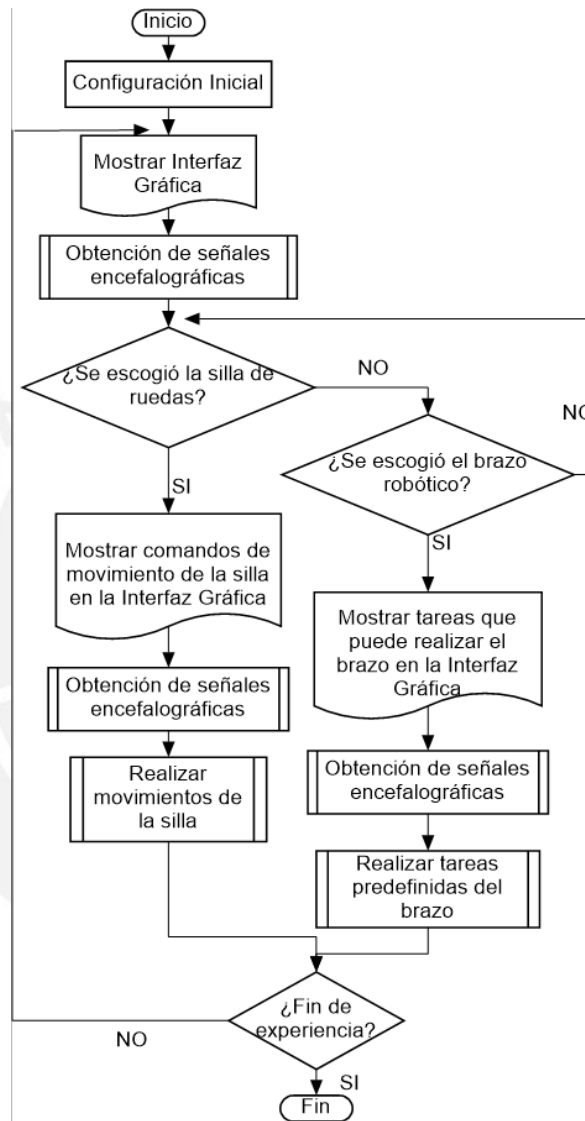 Inicio
Configuración Inicial
Mostrar Interfaz
Gráfica
Obtención de señales
encefalográficas
¿Se escogió la silla de
ruedas?
NO
SI
¿Se escogió el brazo
robótico?
NO
SI
Mostrar comandos de
movimiento de la silla
en la Interfaz Gráfica
Obtención de señales
encefalográficas
Realizar
movimientos de
la silla
Mostrar tareas que
puede realizar el
brazo en la Interfaz
Gráfica
Obtención de señales
encefalográficas
Realizar tareas
predefinidas del
brazo
¿Fin de
experiencia?
NO
SI
Fin